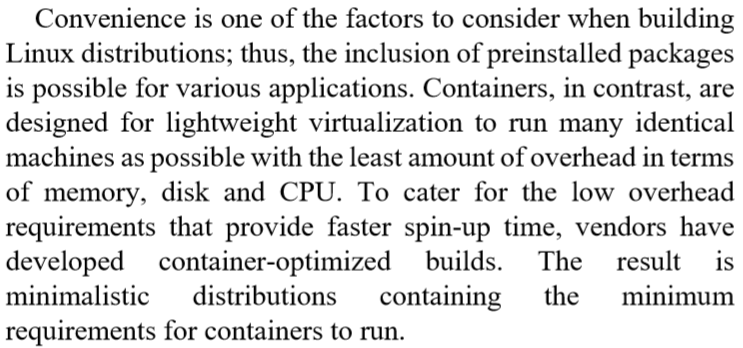 Convenience is one of the factors to consider when building
Linux distributions; thus, the inclusion of preinstalled packages
is possible for various applications. Containers, in contrast, are
designed for lightweight virtualization to run many identical
machines as possible with the least amount of overhead in terms
of memory, disk and CPU. To cater for the low overhead
requirements that provide faster spin-up time, vendors have
developed container-optimized builds. The result is
minimalistic distributions containing the minimum
requirements for containers to run.